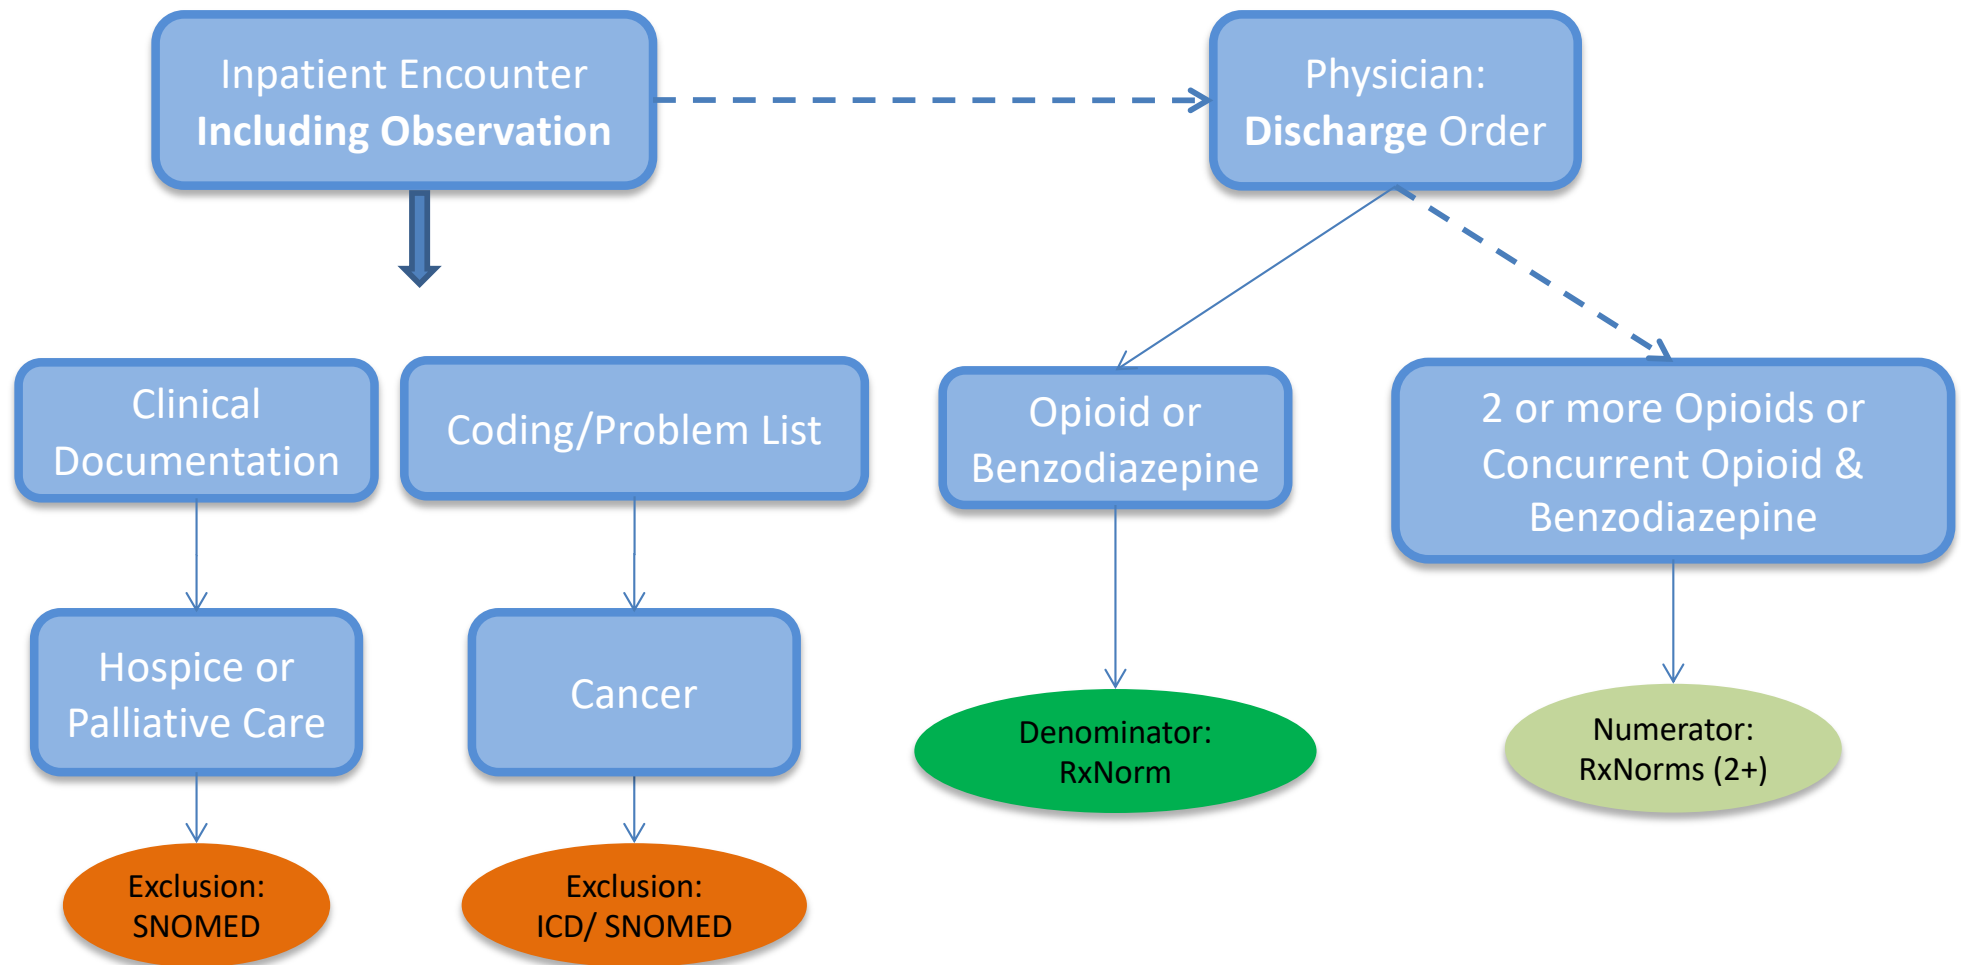 Inpatient Encounter
Including Observation
Physician:
Discharge Order
Clinical
Documentation
Coding/Problem List
Opioid or
Benzodiazepine
2 or more Opioids or
Concurrent Opioid &
Benzodiazepine
Hospice or
Palliative Care
Cancer
Denominator:
RxNorm
Numerator:
RxNorms (2+)
Exclusion:
SNOMED
Exclusion:
ICD/ SNOMED